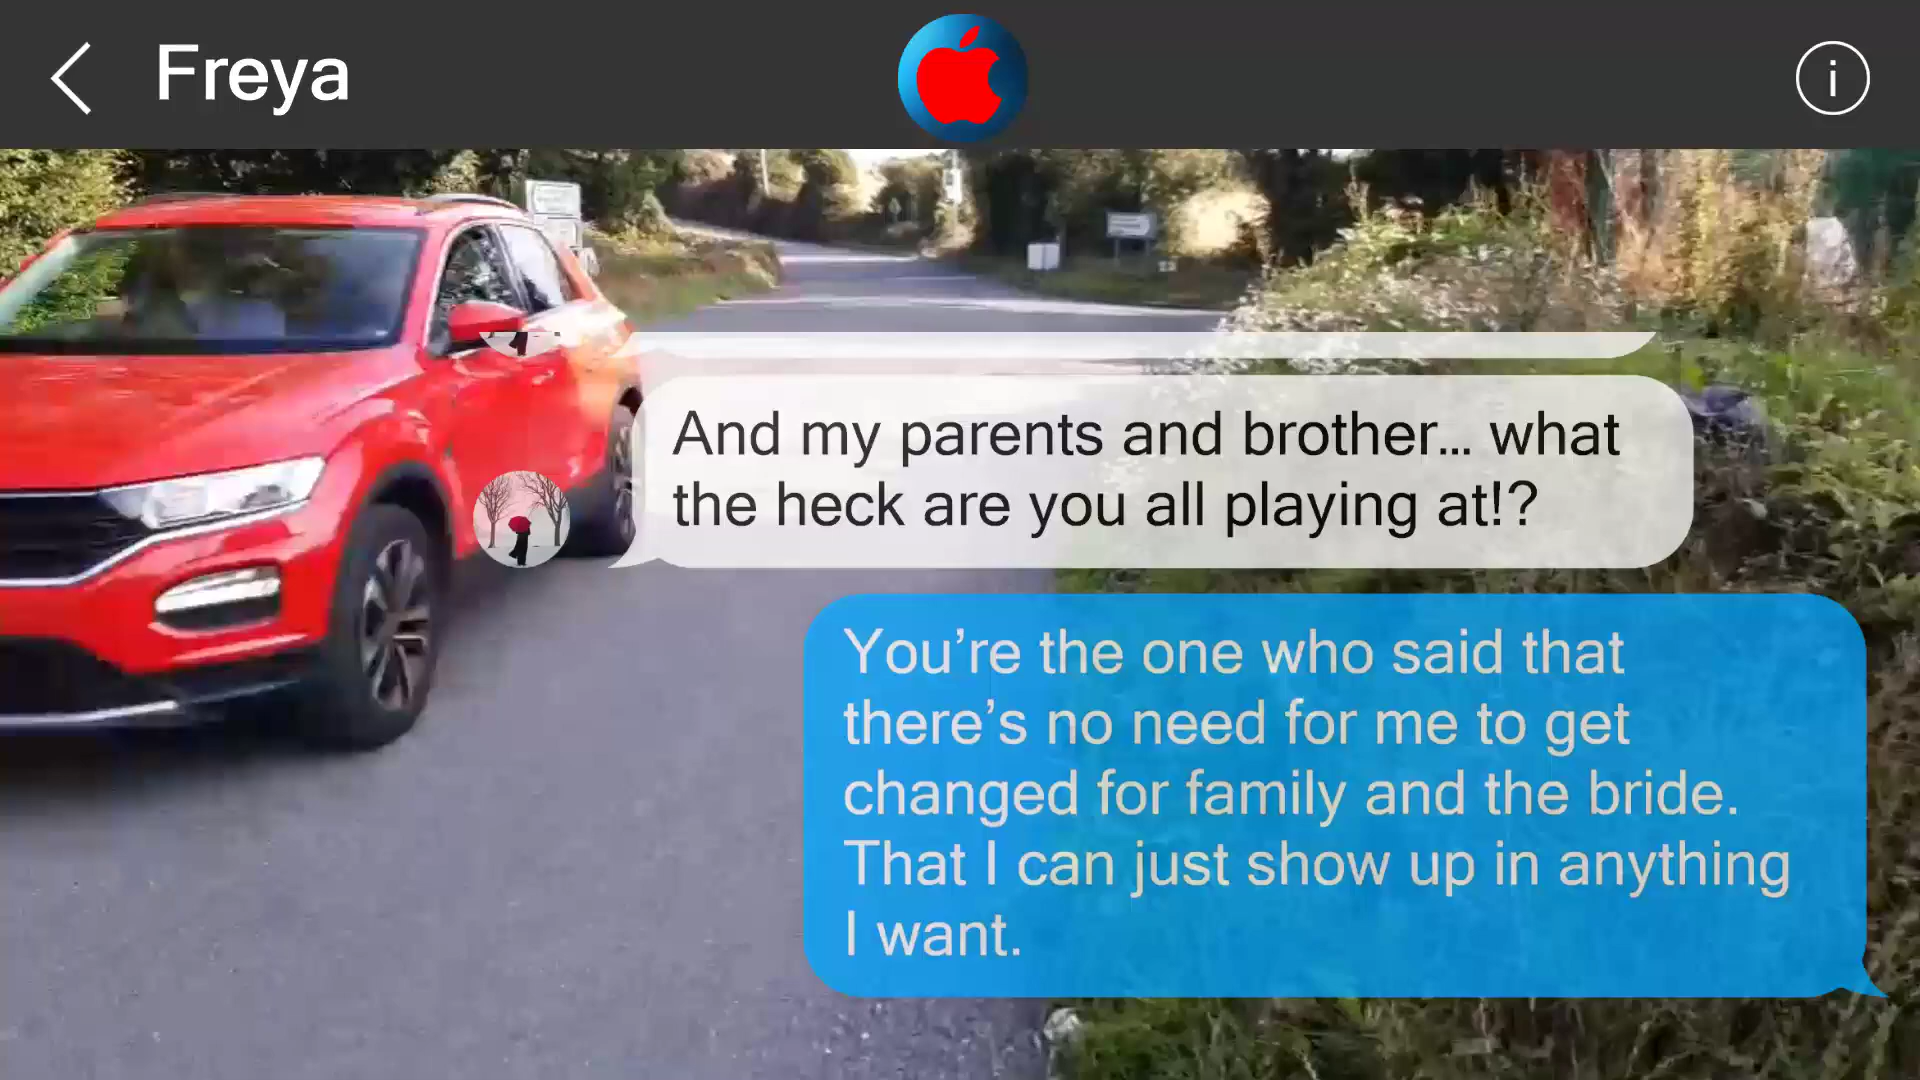 Freya
i
And my parents and brother... what
the heck are you all playing at!?
You’re the one who said that
there’s no need for me to get
changed for family and the bride.
That I can just show up in anything
I want.